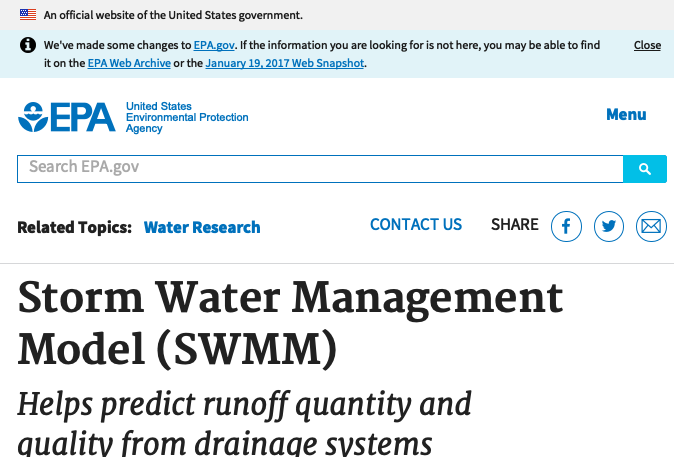 An official website of the United States government.
We've made some changes to EPA.gov. If the information you are looking for is not here, you may be able to find Close
it on the EPA Web Archive or the January 19, 2017 Web Snapshot.
EPA United States
Environmental Protection
Agency
Menu
Search EPA.gov
Related Topics: Water Research CONTACT US SHARE
Storm Water Management
Model (SWMM)
Helps predict runoff quantity and
quality from drainage systems